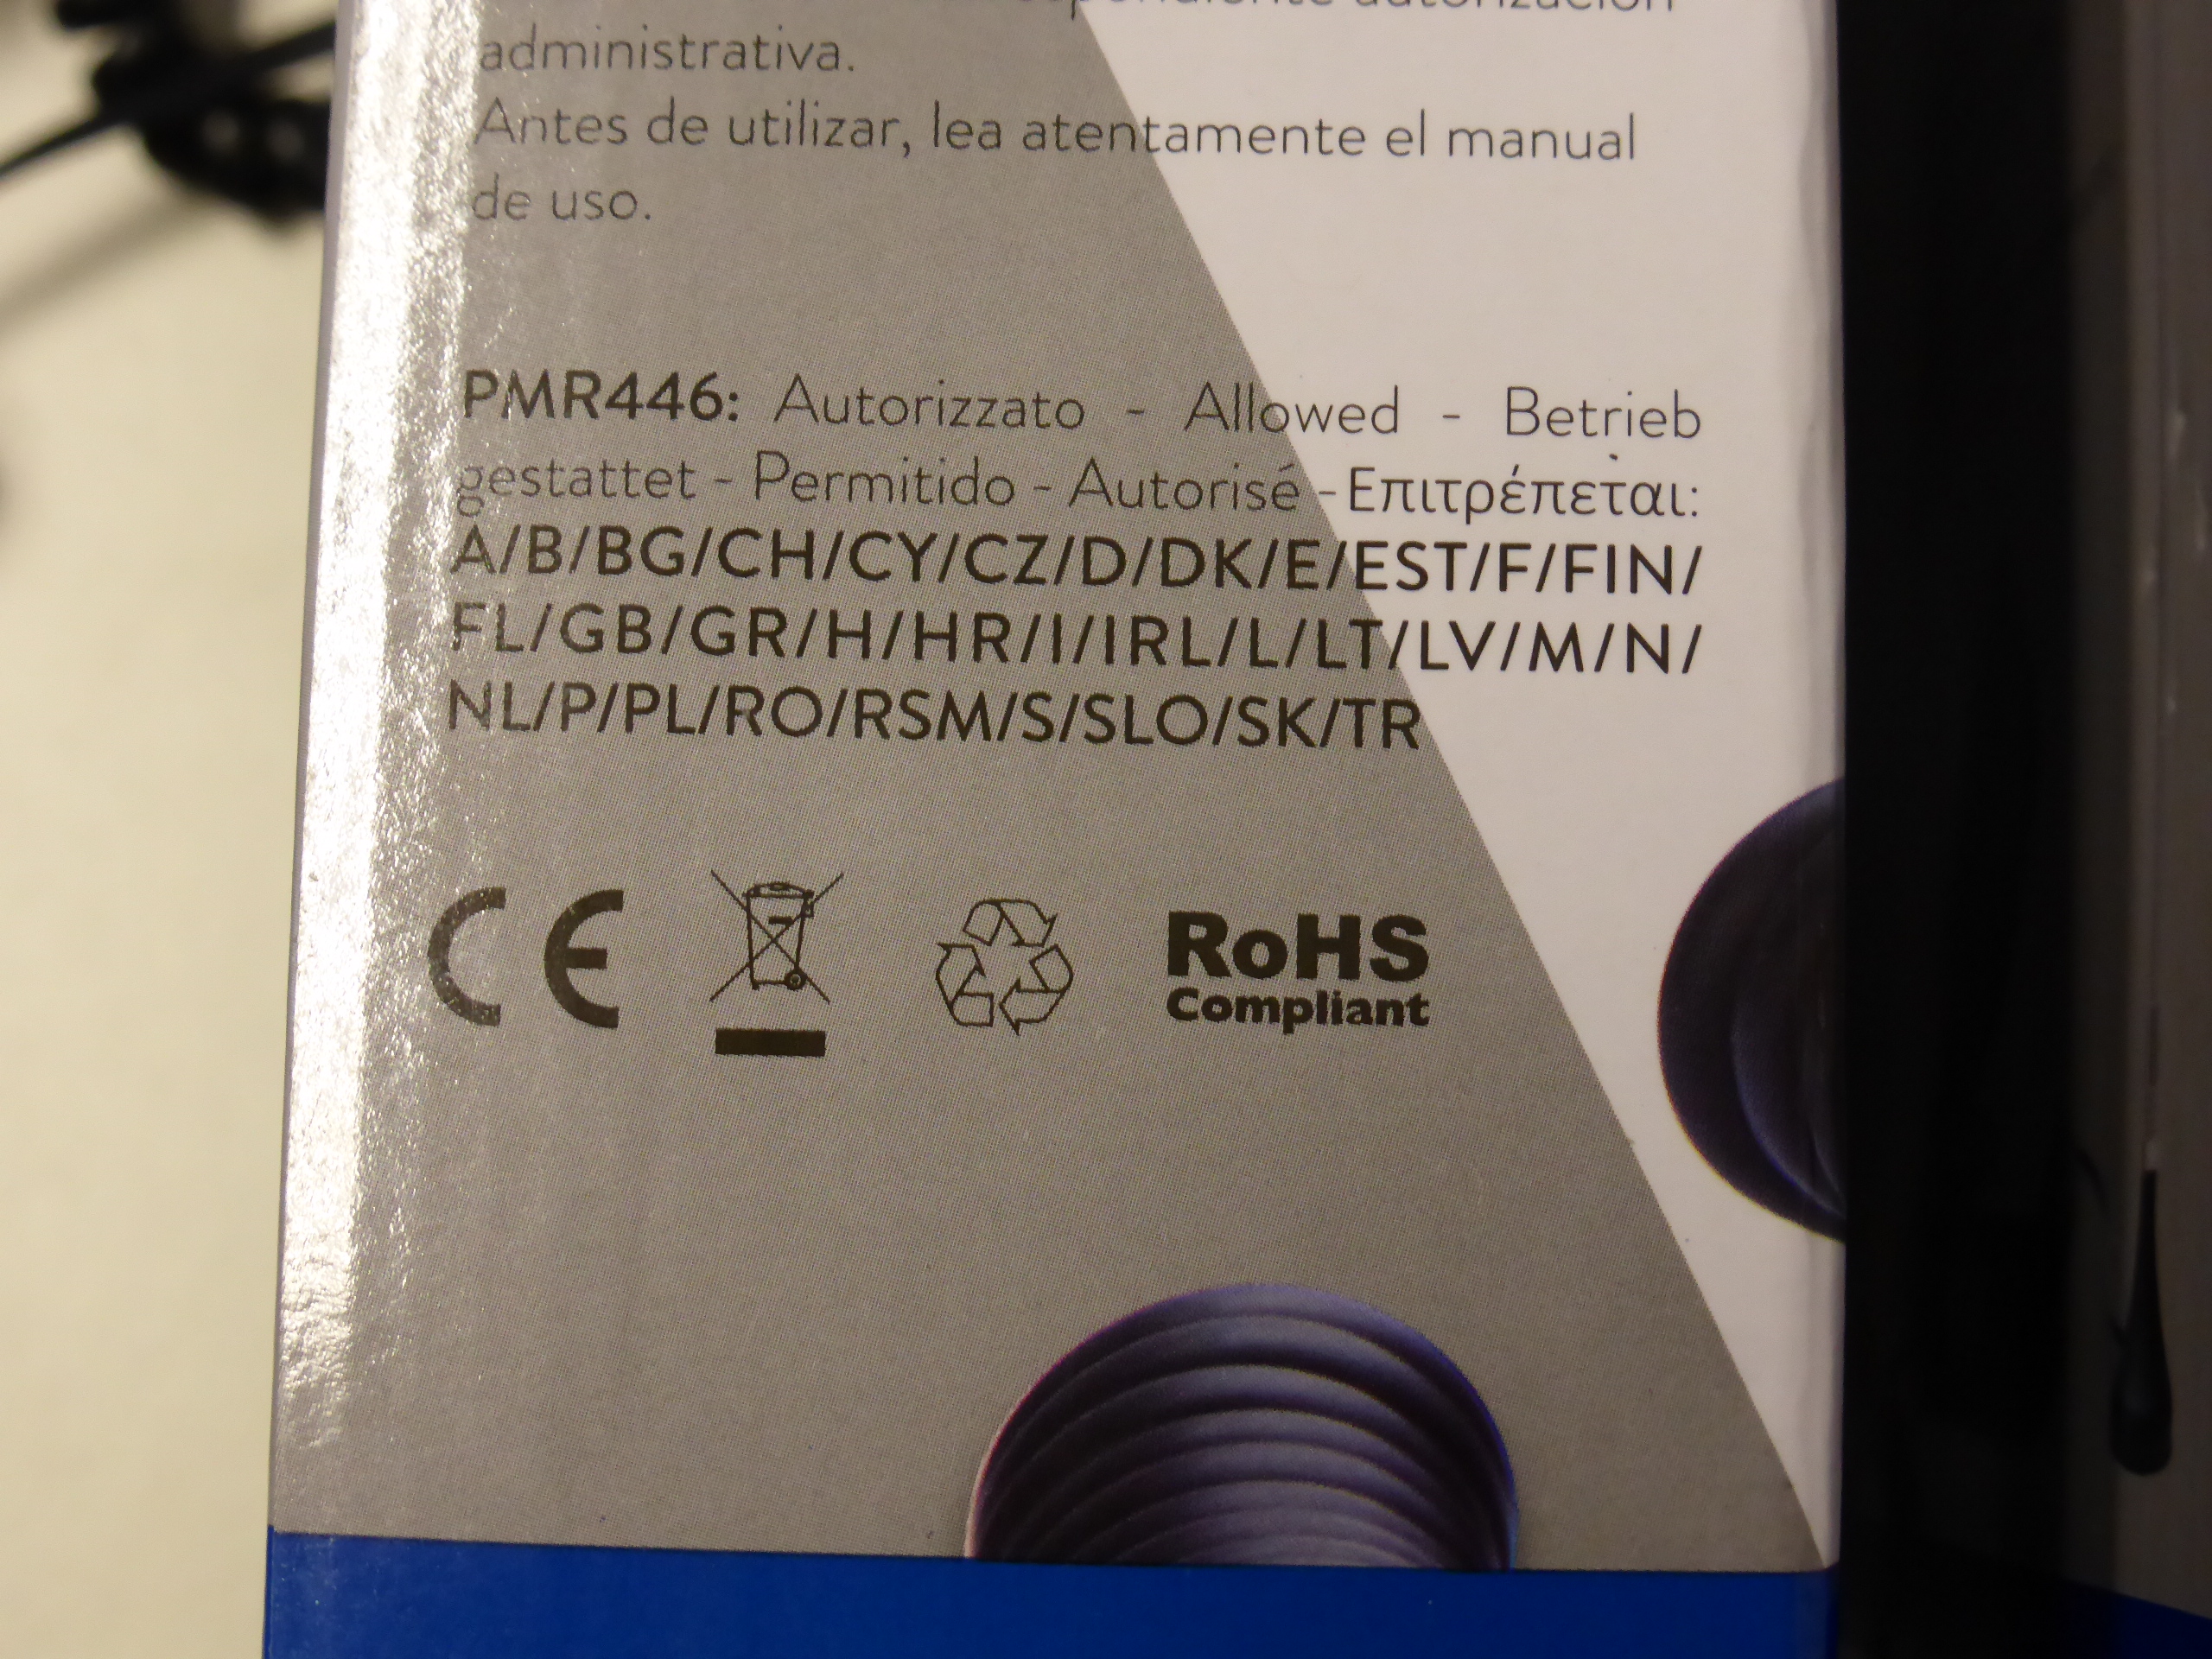 autorización
administrativa.
Antes de utilizar, lea atentamente el manual
de uso.
PMR446: Autorizzato - Allowed - Betrieb
gestattet - Permitido - Autorisé -Επιτρέπεται:
A/B/BG/CH/CY/CZ/D/DK/E/EST/F/FIN/
FL/GB/GR/H/HR/I/IRL/L/LT/LV/M/N/
NL/P/PL/RO/RSM/S/SLO/SK/TR
CE
RoHS
Compliant